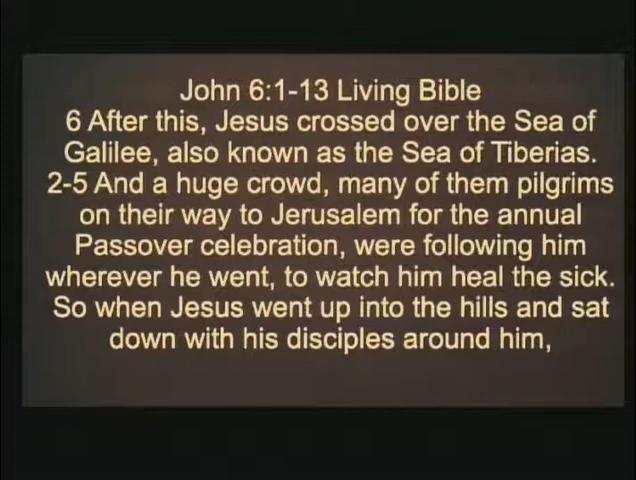 John 6:1-13 Living Bible
6 After this, Jesus crossed over the Sea of
Galilee, also known as the Sea of Tiberias.
2-5 And a huge crowd, many of them pilgrims
on their way to Jerusalem for the annual
Passover celebration, were following him
wherever he went, to watch him heal the sick.
So when Jesus went up into the hills and sat
down with his disciples around him,